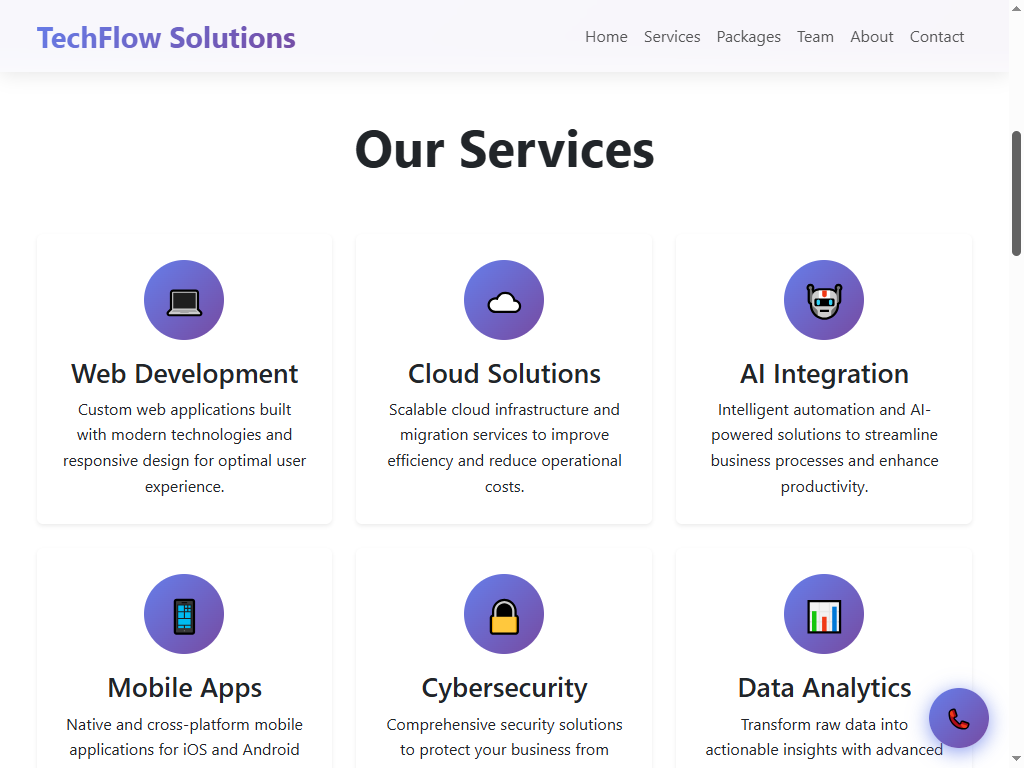 TechFlow Solutions
Home
Services
Packages
Team
About
Contact
Our Services
Web Development
Custom web applications built
with modern technologies and
responsive design for optimal user
experience.
Cloud Solutions
Scalable cloud infrastructure and
migration services to improve
efficiency and reduce operational
costs.
AI Integration
Intelligent automation and AI-
powered solutions to streamline
business processes and enhance
productivity.
Mobile Apps
Native and cross-platform mobile
applications for iOS and Android
Cybersecurity
Comprehensive security solutions
to protect your business from
Data Analytics
Transform raw data into
actionable insights with advanced